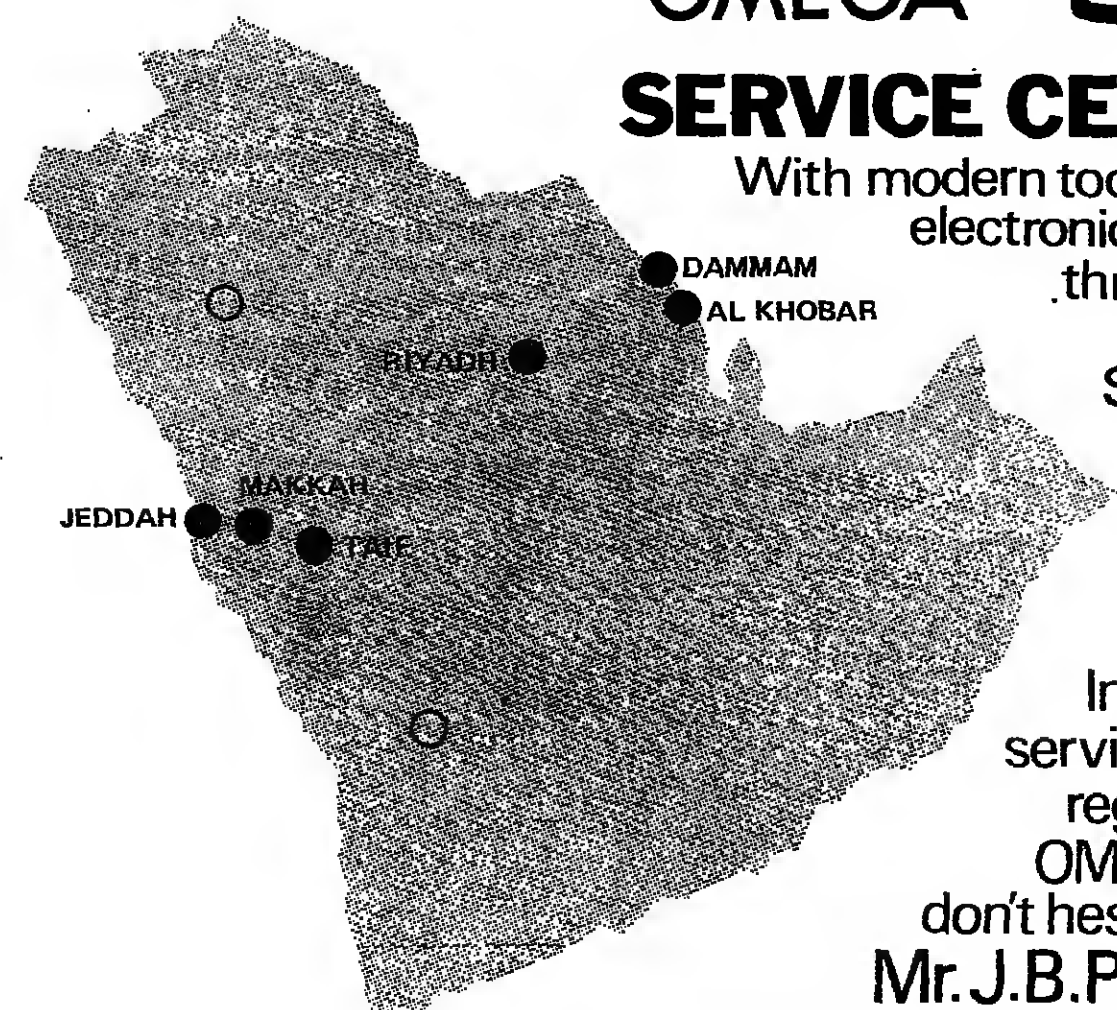 OMEGA
SERVICE CE
With modern too
electronic
thr
DAMMAM
AL KHOBAR
RIYADH
S
MAKKAH
JEDDAH
TAIF
In
servi
reg
OM
don't hes
Mr. J.B.P